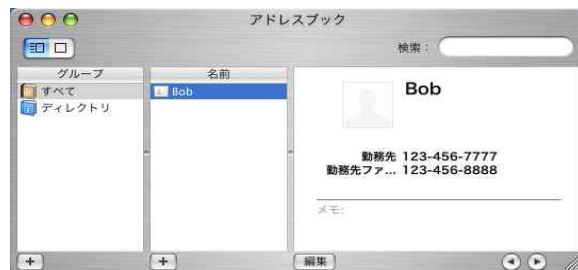 アドレスブック
検索：
グループ
名前
すべて
ディレクトリ
Bob
Bob
勤務先 123-456-7777
勤務先ファ... 123-456-8888
メモ:
編集